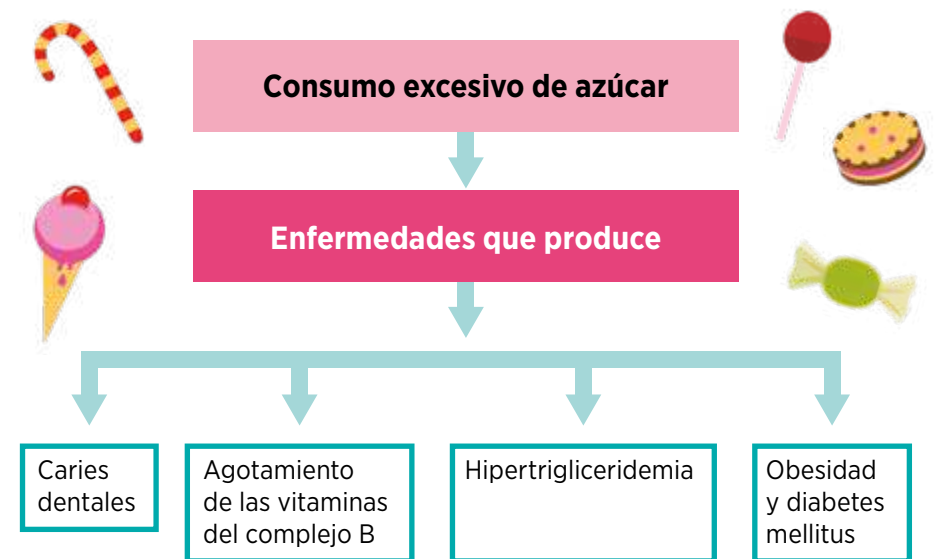 Consumo excesivo de azúcar
Enfermedades que produce
Caries
dentales
Agotamiento
de las vitaminas
del complejo B
Hipertrigliceridemia
Obesidad
y diabetes
mellitus